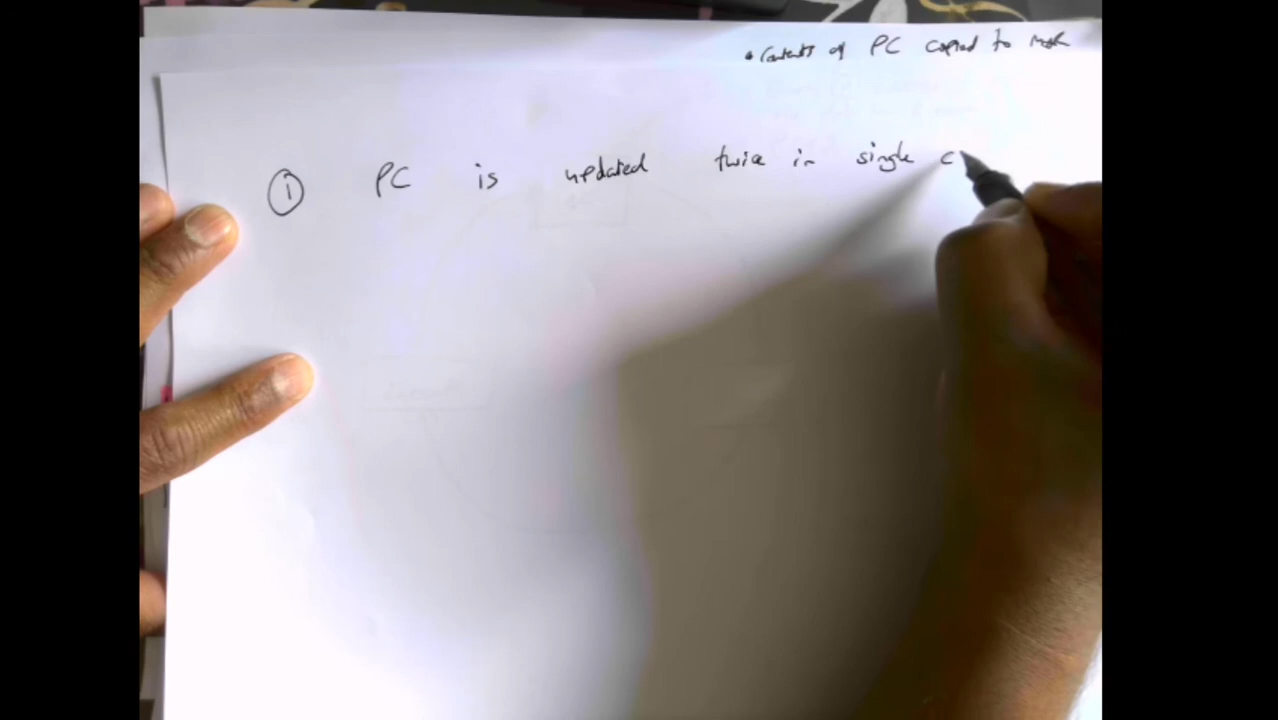 • Contents of PC copied to
① PC is updated twice in single c